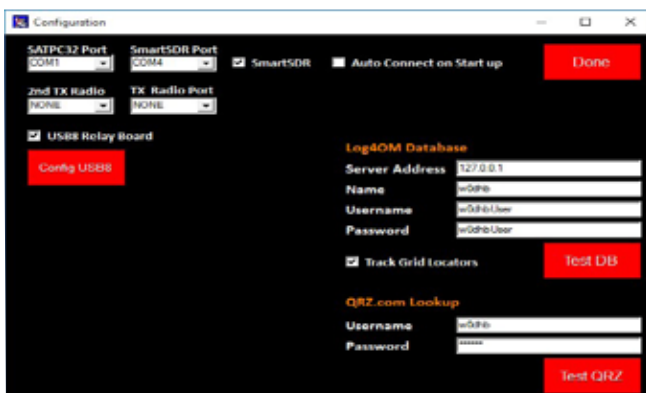 Configuration
SATPC32 Port
SmartSDR Port
COM1
COM4
SmartSDR
Auto Connect on Start up
Done
2nd TX Radio
TX Radio Port
NONE
NONE
USB8 Relay Board
Config USB8
Log4OM Database
Server Address 127.0.0.1
Name w0dhb
Username w0dhbUser
Password w0dhbUser
Track Grid Locators
Test DB
QRZ.com Lookup
Username w0dhb
Password ******
Test QRZ